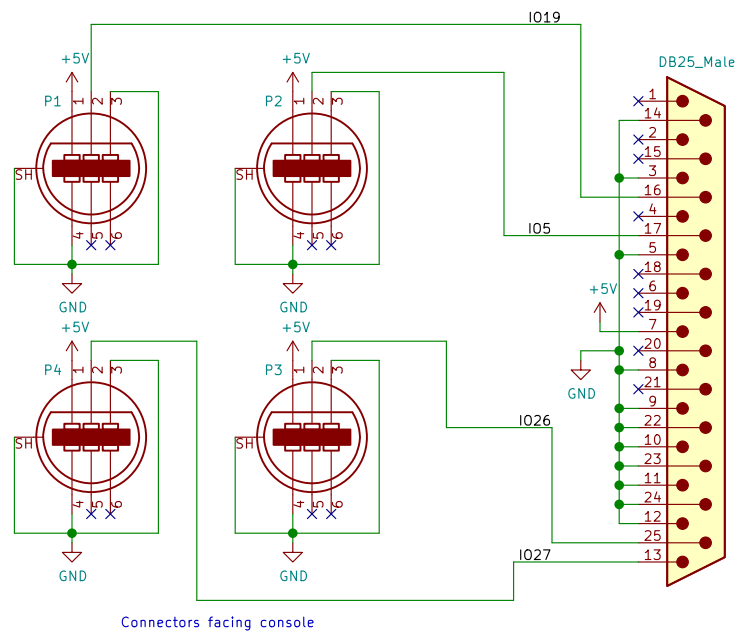 IO19
+5V
+5V
DB25_Male
P1
1
2
3
P2
1
2
3
1
14
2
15
3
SH
SH
16
4
4
5
6
4
5
6
IO5
17
5
18
6
+5V
19
GND
GND
7
+5V
+5V
20
P4
1
2
3
P3
1
2
3
8
21
GND
9
IO26
22
SH
SH
10
23
11
4
5
6
4
5
6
24
12
25
IO27
13
GND
GND
Connectors facing console